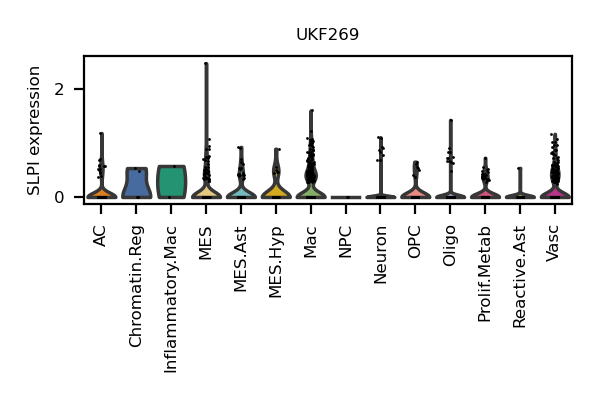 UKF269
SLPI expression
2
0
AC
Chromatin.Reg
Inflammatory.Mac
MES
MES.Ast
MES.Hyp
Mac
NPC
Neuron
OPC
Oligo
Prolif.Metab
Reactive.Ast
Vasc